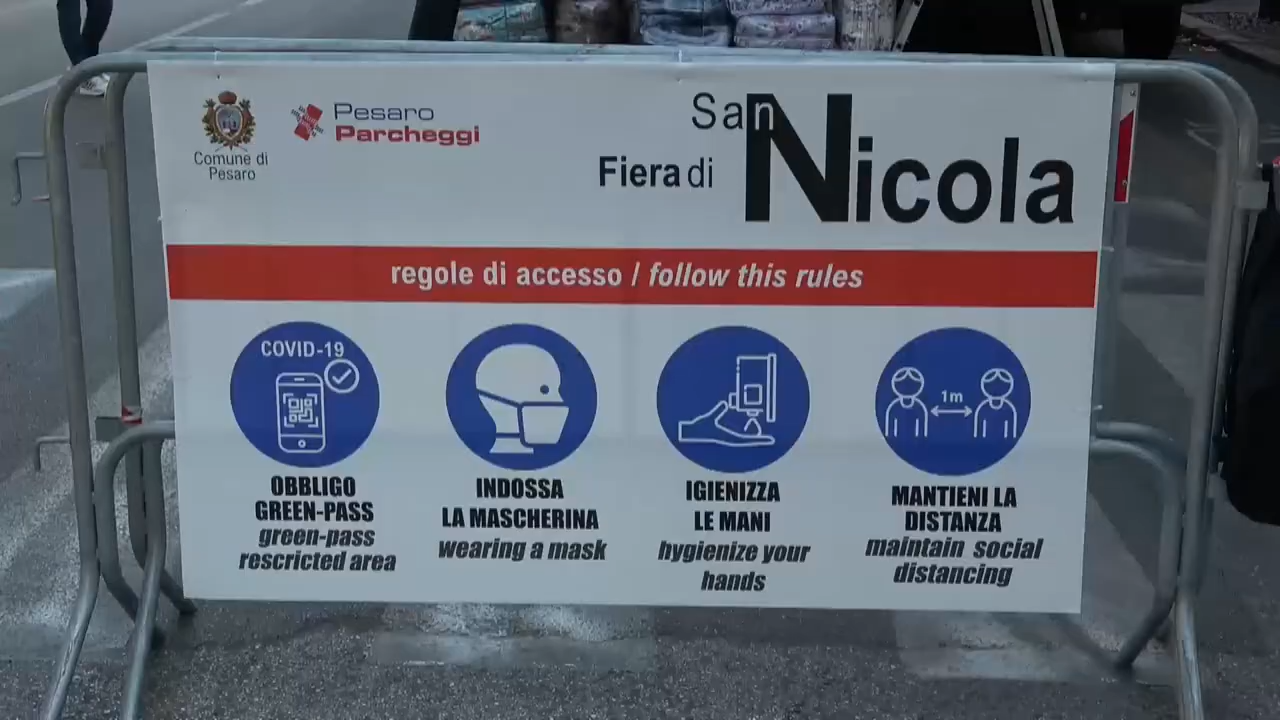 Comune di
Pesaro
Pesaro
Parcheggi
San
Fiera di Nicola
regole di accesso / follow this rules
COVID-19
OBBLIGO
GREEN-PASS
green-pass
rescricted area
INDOSSA
LA MASCHERINA
wearing a mask
IGIENIZZA
LE MANI
hygienize your
hands
1m
MANTIENI LA
DISTANZA
maintain social
distancing